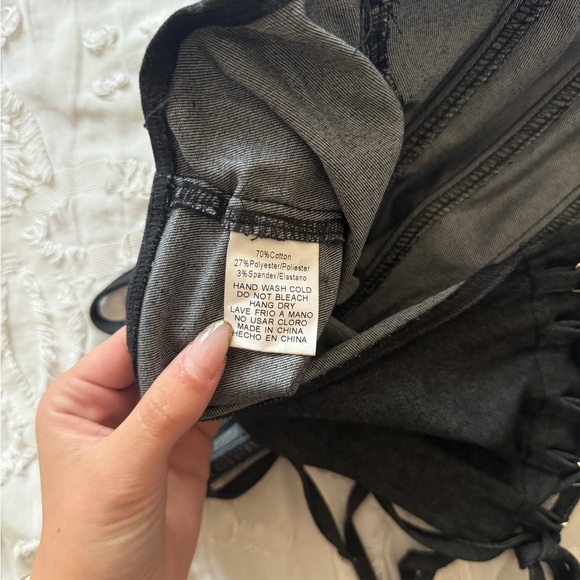 70%Cotton
27%Polyester/Poliester
3%Spandex/Elastano
HAND WASH COLD
DO NOT BLEACH
HANG DRY
LAVE FRIO A MANO
NO USAR CLORO
MADE IN CHINA
HECHO EN CHINA